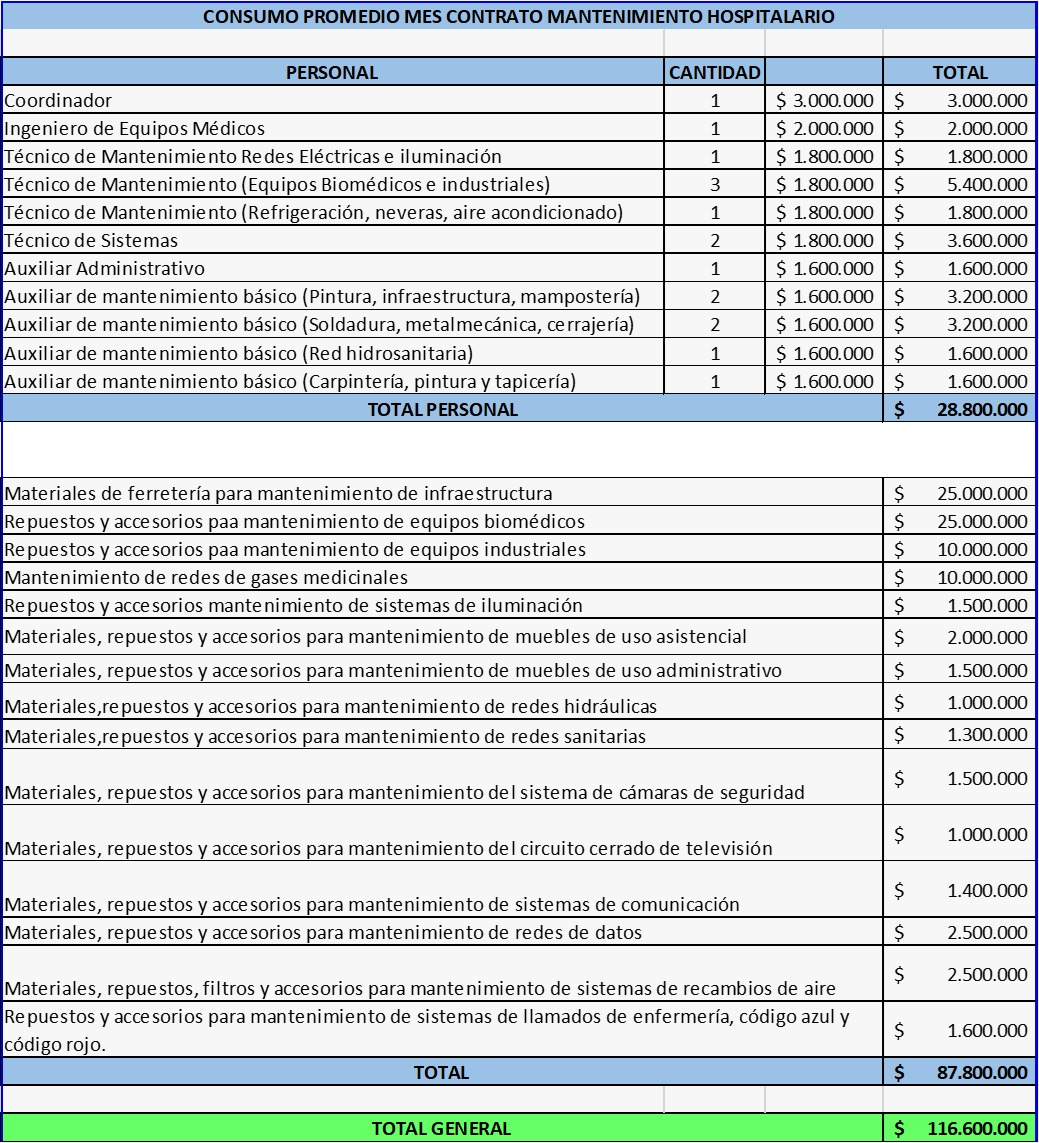 CONSUMO PROMEDIO MES CONTRATO MANTENIMIENTO HOSPITALARIO
PERSONAL CANTIDAD TOTAL
Coordinador 1 $ 3.000.000 $ 3.000.000
Ingeniero de Equipos Médicos 1 $ 2.000.000 $ 2.000.000
Técnico de Mantenimiento Redes Eléctricas e iluminación 1 $ 1.800.000 $ 1.800.000
Técnico de Mantenimiento (Equipos Biomédicos e industriales) 3 $ 1.800.000 $ 5.400.000
Técnico de Mantenimiento (Refrigeración, neveras, aire acondicionado) 1 $ 1.800.000 $ 1.800.000
Técnico de Sistemas 2 $ 1.800.000 $ 3.600.000
Auxiliar Administrativo 1 $ 1.600.000 $ 1.600.000
Auxiliar de mantenimiento básico (Pintura, infraestructura, mampostería) 2 $ 1.600.000 $ 3.200.000
Auxiliar de mantenimiento básico (Soldadura, metalmecánica, cerrajería) 2 $ 1.600.000 $ 3.200.000
Auxiliar de mantenimiento básico (Red hidrosanitaria) 1 $ 1.600.000 $ 1.600.000
Auxiliar de mantenimiento básico (Carpintería, pintura y tapicería) 1 $ 1.600.000 $ 1.600.000
TOTAL PERSONAL $ 28.800.000
Materiales de ferretería para mantenimiento de infraestructura $ 25.000.000
Repuestos y accesorios paa mantenimiento de equipos biomédicos $ 25.000.000
Repuestos y accesorios paa mantenimiento de equipos industriales $ 10.000.000
Mantenimiento de redes de gases medicinales $ 10.000.000
Repuestos y accesorios mantenimiento de sistemas de iluminación $ 1.500.000
Materiales, repuestos y accesorios para mantenimiento de muebles de uso asistencial $ 2.000.000
Materiales, repuestos y accesorios para mantenimiento de muebles de uso administrativo $ 1.500.000
Materiales,repuestos y accesorios para mantenimiento de redes hidráulicas $ 1.000.000
Materiales,repuestos y accesorios para mantenimiento de redes sanitarias $ 1.300.000
Materiales, repuestos y accesorios para mantenimiento del sistema de cámaras de seguridad $ 1.500.000
Materiales, repuestos y accesorios para mantenimiento del circuito cerrado de televisión $ 1.000.000
Materiales, repuestos y accesorios para mantenimiento de sistemas de comunicación $ 1.400.000
Materiales, repuestos y accesorios para mantenimiento de redes de datos $ 2.500.000
Materiales, repuestos, filtros y accesorios para mantenimiento de sistemas de recambios de aire $ 2.500.000
Repuestos y accesorios para mantenimiento de sistemas de llamados de enfermería, código azul y
código rojo. $ 1.600.000
TOTAL $ 87.800.000
TOTAL GENERAL $ 116.600.000